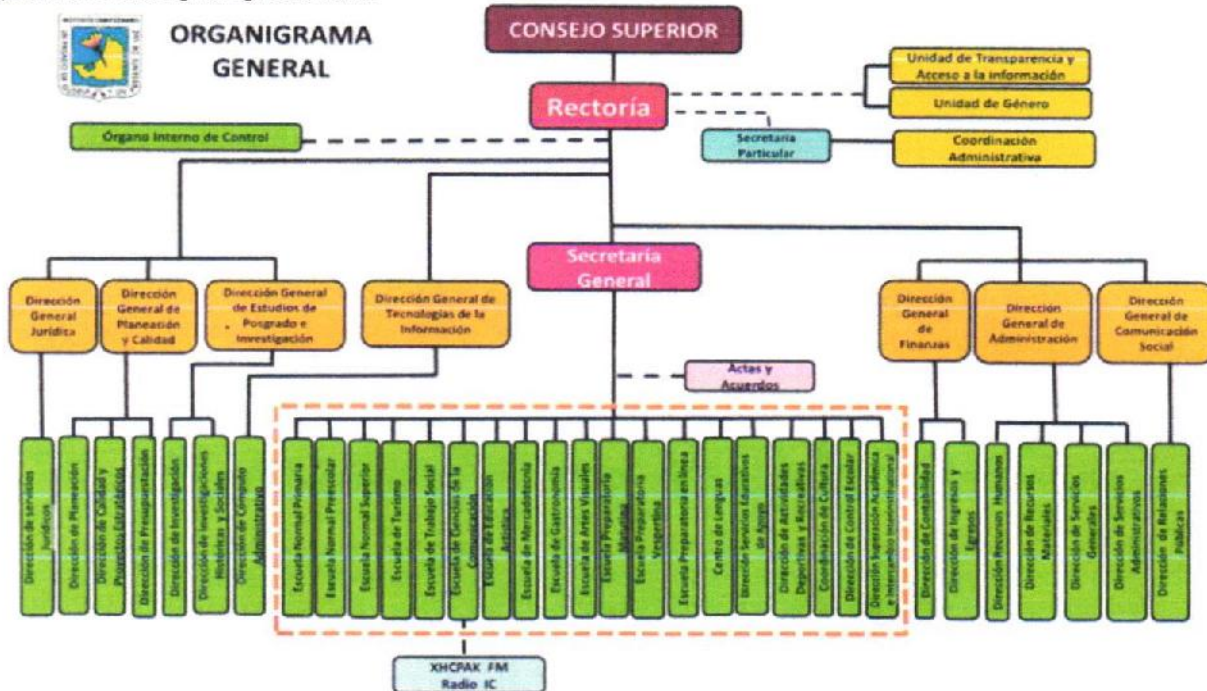 ORGANIGRAMA
GENERAL
CONSEJO SUPERIOR
Rectoría
Unidad de Transparencia y
Acceso a la información
Unidad de Género
Órgano Interno de Control
Secretaria
Particular
Coordinación
Administrativa
Secretaría
General
Dirección
General
Jurídica
Dirección
General de
Planeación
y Calidad
Dirección General
de Estudios de
Posgrado e
Investigación
Dirección General de
Tecnologías de la
Información
Dirección
General
de
Finanzas
Dirección
General de
Administración
Dirección
General de
Comunicación
Social
Actas y
Acuerdos
Dirección de servicios
Jurídicos
Dirección de Planeación
Dirección de Calidad y
Proyectos Estratégicos
Dirección de Presupuestación
Dirección de Investigación
Dirección de Investigaciones
Históricas y Sociales
Dirección de Cómputo
Administrativo
Escuela Normal Primaria
Escuela Normal Preescolar
Escuela Normal Superior
Escuela de Turismo
Escuela de Trabajo Social
Escuela de Ciencias de la
Comunicación
Escuela de Educación
Artística
Escuela de Mercadotecnia
Escuela de Gastronomía
Escuela de Artes Visuales
Escuela Preparatoria
Matutina
Escuela Preparatoria
Vespertina
Escuela Preparatoria en línea
Centro de Lenguas
Dirección Servicios Educativos
de Apoyo
Dirección de Actividades
Deportivas y Recreativas
Coordinación de Cultura
Dirección de Control Escolar
Dirección Superación Académica
e Intercambio Interinstitucional
Dirección de Contabilidad
Dirección de Ingresos y
Egresos
Dirección Recursos Humanos
Dirección de Recursos
Materiales
Dirección de Servicios
Generales
Dirección de Servicios
Administrativos
Dirección de Relaciones
Públicas
XHCPAK FM
Radio IC